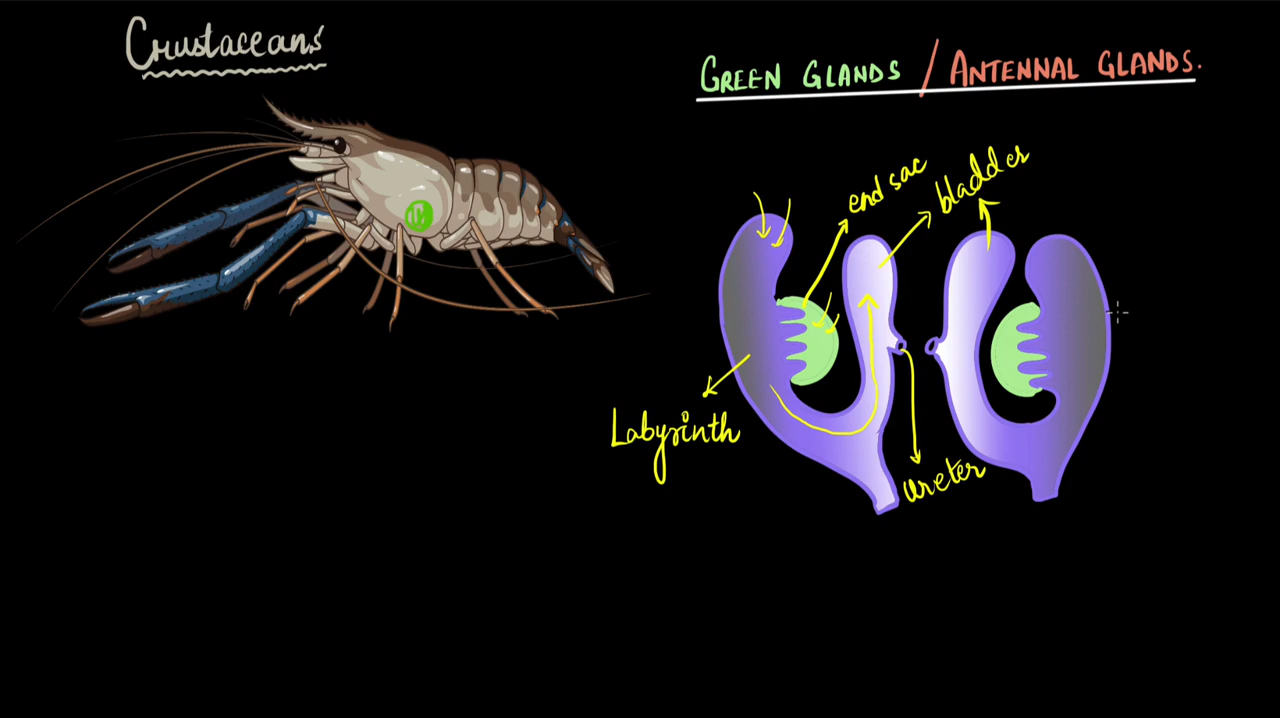 Crustaceans
GREEN GLANDS / ANTENNAL GLANDS.
end sac
bladder
Labyrinth
ureter